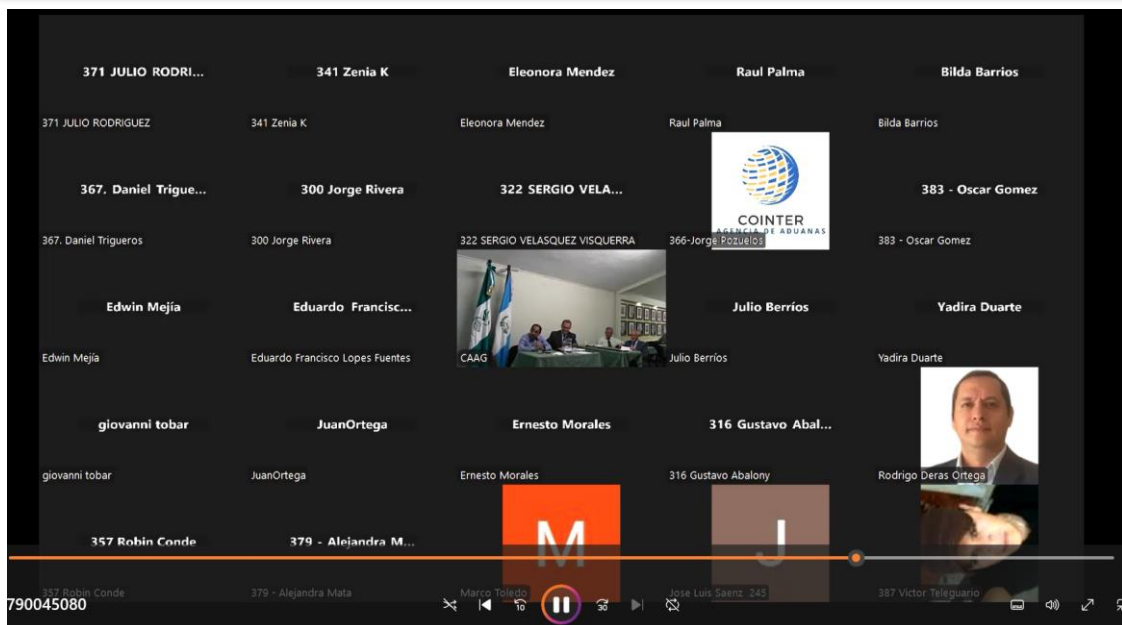 371 JULIO RODRI...
341 Zenia K
Eleonora Mendez
Raul Palma
Bilda Barrios
371 JULIO RODRIGUEZ
341 Zenia K
Eleonora Mendez
Raul Palma
Bilda Barrios
367. Daniel Trigue...
300 Jorge Rivera
322 SERGIO VELA...
COINTER
AGENCIA DE ADUANAS
383 - Oscar Gomez
367. Daniel Trigueros
300 Jorge Rivera
322 SERGIO VELASQUEZ VISQUERRA
366-Jorge Pozuelos
383 - Oscar Gomez
Edwin Mejía
Eduardo Francisc...
Julio Berríos
Yadira Duarte
Edwin Mejía
Eduardo Francisco Lopes Fuentes
CAAG
Julio Berríos
Yadira Duarte
giovanni tobar
JuanOrtega
Ernesto Morales
316 Gustavo Abal...
giovanni tobar
JuanOrtega
Ernesto Morales
316 Gustavo Abalony
Rodrigo Deras Ortega
357 Robin Conde
379 - Alejandra M...
M
J
357 Robin Conde
379 - Alejandra Mata
Marco Toledo
Jose Luis Saenz 245
387 Victor Teleguario
790045080
10
30